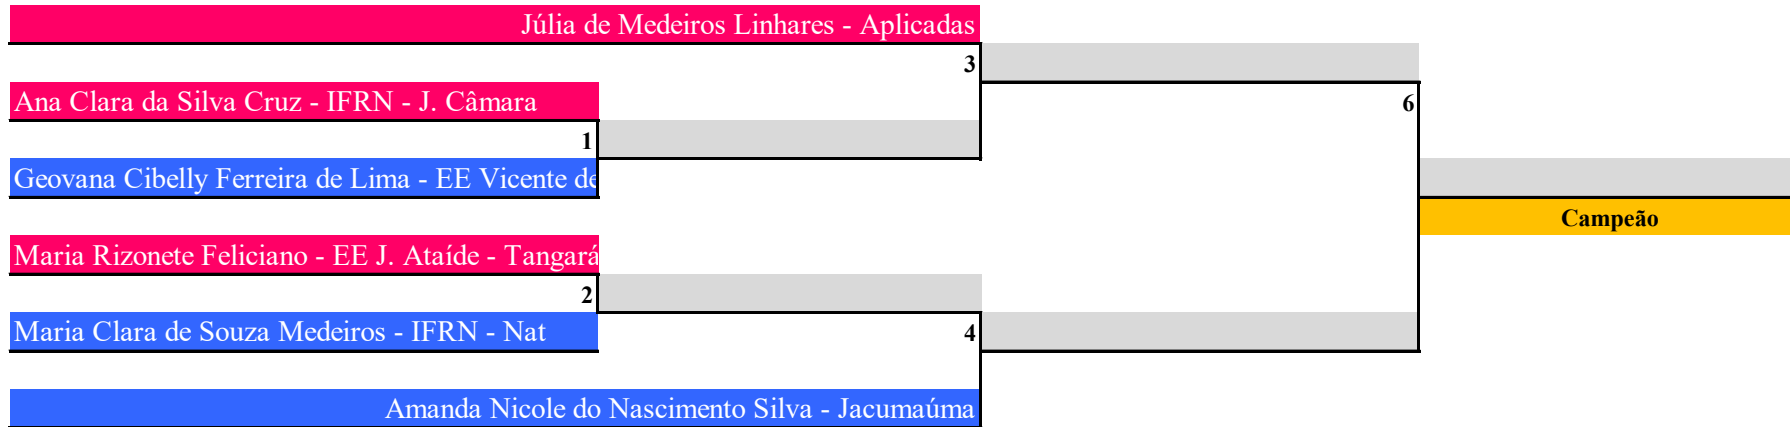 Júlia de Medeiros Linhares - Aplicadas
3
Ana Clara da Silva Cruz - IFRN - J. Câmara
6
1
Geovana Cibelly Ferreira de Lima - EE Vicente de
Campeão
Maria Rizonete Feliciano - EE J. Ataíde - Tangará
2
Maria Clara de Souza Medeiros - IFRN - Nat
4
Amanda Nicole do Nascimento Silva - Jacumaúma